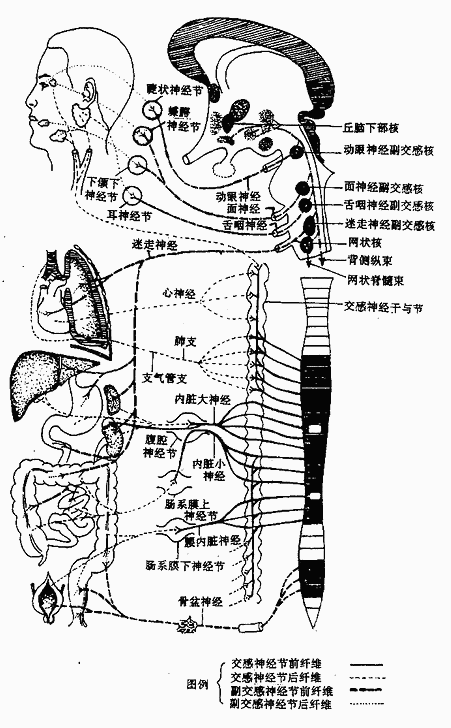 睫状神经节
蝶腭
神经节
丘脑下部核
动眼神经副交感核
下颌下
神经节
耳神经节
动眼神经
面神经
舌咽神经
面神经副交感核
舌咽神经副交感核
迷走神经副交感核
网状核
背侧纵束
网状脊髓束
迷走神经
心神经
交感神经干与节
肺支
支气管支
内脏大神经
腹腔
神经节
内脏小
神经
肠系膜上
神经节
腰内脏神经
肠系膜下神经节
骨盆神经
图例
交感神经节前纤维
交感神经节后纤维
副交感神经节前纤维
副交感神经节后纤维